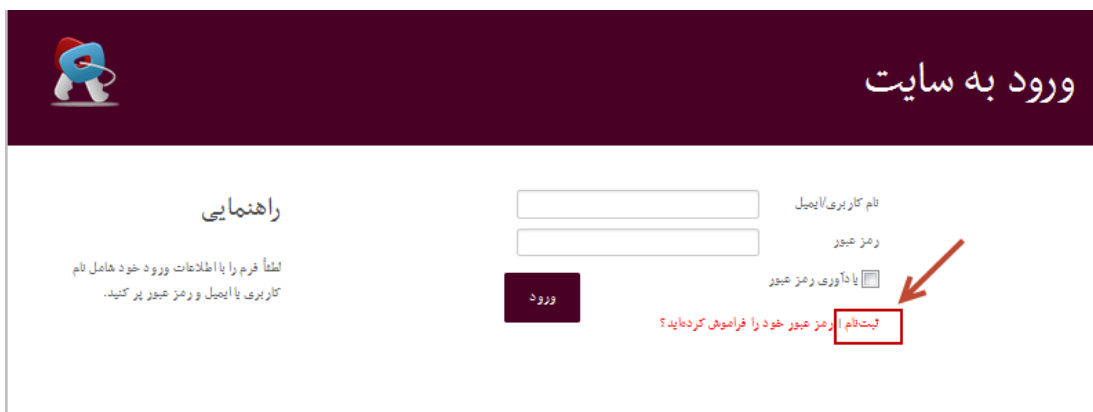 ورود به سایت
نام کاربری/ایمیل
رمز عبور
یادآوری رمز عبور
ورود
ثبت‌نام | رمز عبور خود را فراموش کرده‌اید؟
راهنمایی
لطفاً فرم را با اطلاعات ورود خود شامل نام
کاربری یا ایمیل و رمز عبور پر کنید.